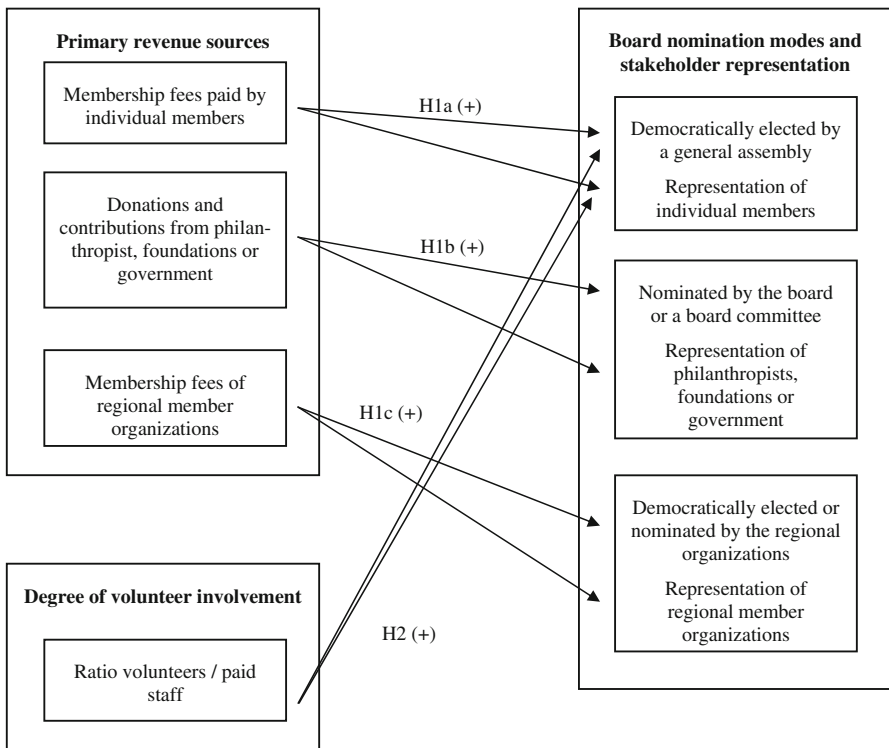 Primary revenue sources
Membership fees paid by
individual members
Donations and
contributions from philan-
thropist, foundations or
government
Membership fees of
regional member
organizations
Degree of volunteer involvement
Ratio volunteers / paid
staff
H1a (+)
H1b (+)
H1c (+)
H2 (+)
Board nomination modes and
stakeholder representation
Democratically elected by
a general assembly
Representation of
individual members
Nominated by the board
or a board committee
Representation of
philanthropists,
foundations or
government
Democratically elected or
nominated by the regional
organizations
Representation of
regional member
organizations